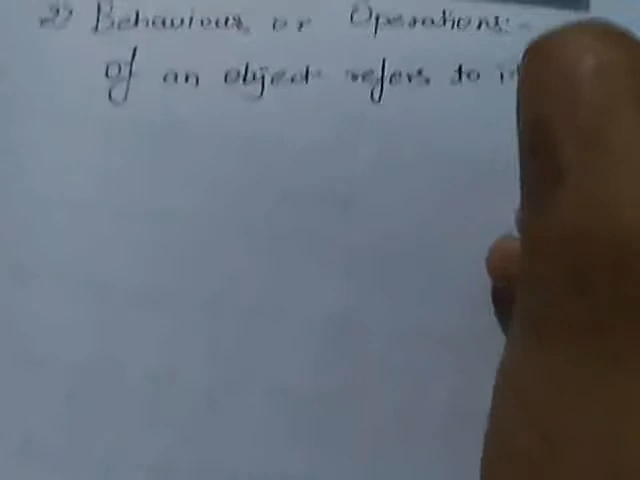 2) Behaviour or Operations:-
of an object refers to